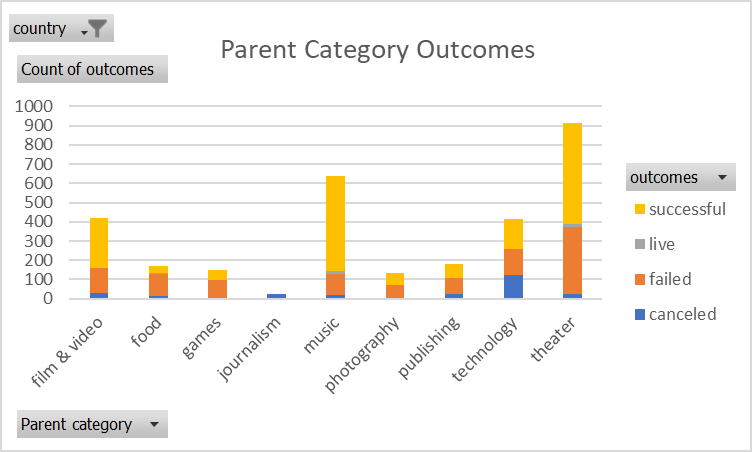 country
Parent Category Outcomes
Count of outcomes
1000
900
800
700
600
500
400
300
200
100
0
film & video
food
games
journalism
music
photography
publishing
technology
theater
outcomes
successful
live
failed
canceled
Parent category